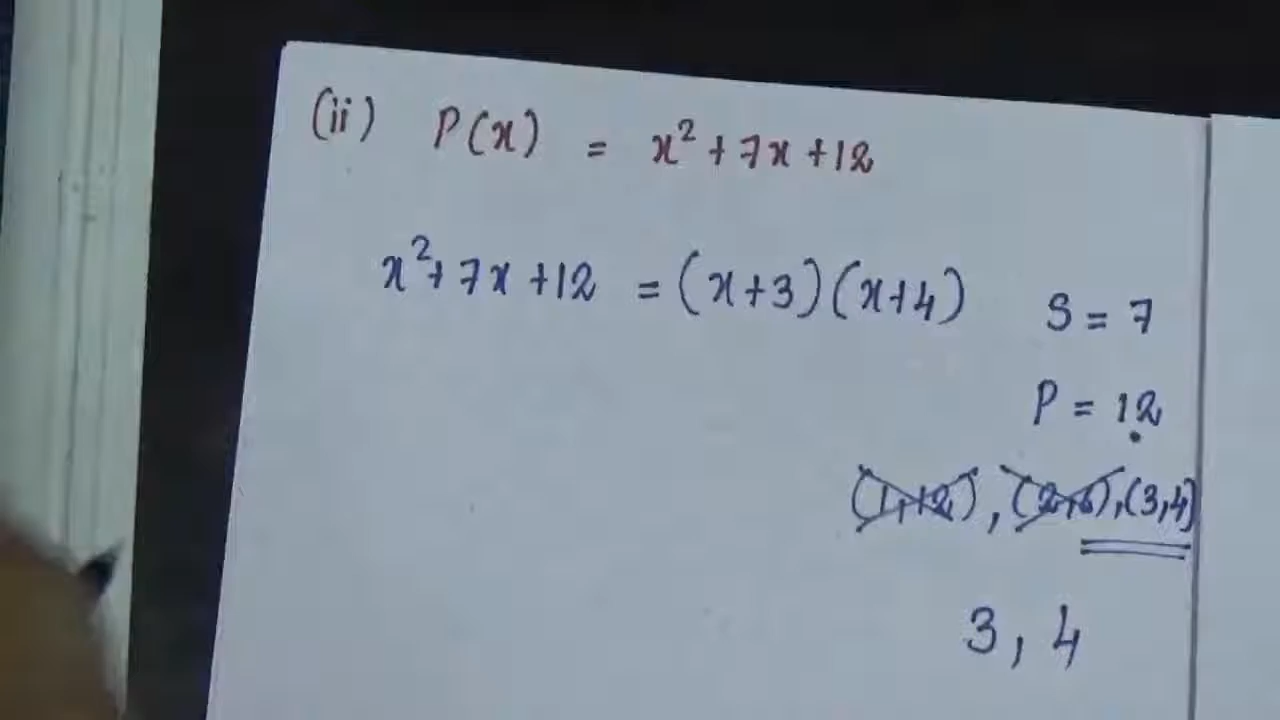 (ii) P(x) = x² + 7x + 12
x² + 7x + 12 = (x+3)(x+4)
S = 7
P = 12
(1,12), (2,6), (3,4)
3, 4